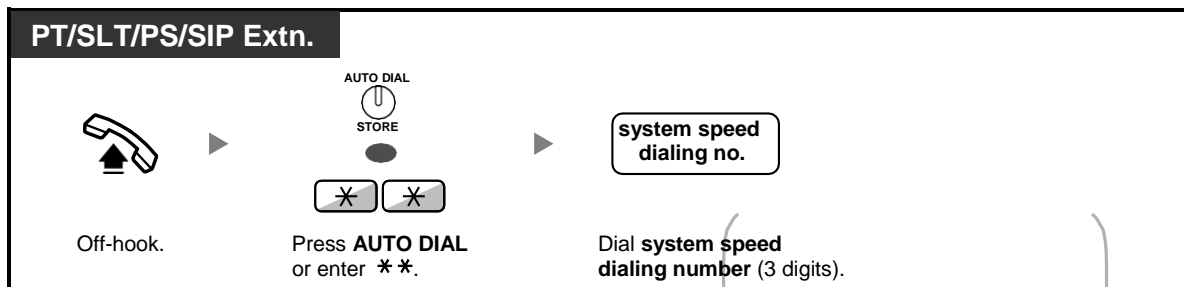 PT/SLT/PS/SIP Extn.
AUTO DIAL
STORE
system speed
dialing no.
* *
Off-hook.
Press AUTO DIAL
or enter * *.
Dial system speed
dialing number (3 digits).